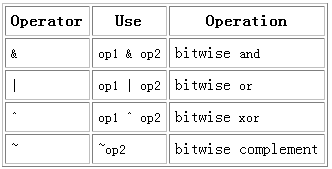 Operator Use Operation
& op1 & op2 bitwise and
| op1 | op2 bitwise or
^ op1 ^ op2 bitwise xor
~ ~op2 bitwise complement